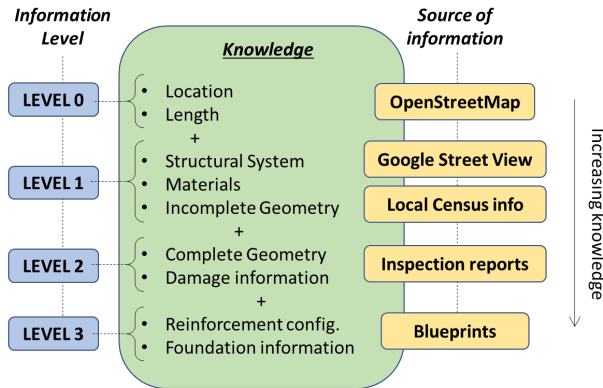 Information
Level
Knowledge
Source of
information
LEVEL 0
• Location
• Length
OpenStreetMap
+
LEVEL 1
• Structural System
• Materials
• Incomplete Geometry
Google Street View
Local Census info
+
LEVEL 2
• Complete Geometry
• Damage information
Inspection reports
+
LEVEL 3
• Reinforcement config.
• Foundation information
Blueprints
Increasing knowledge